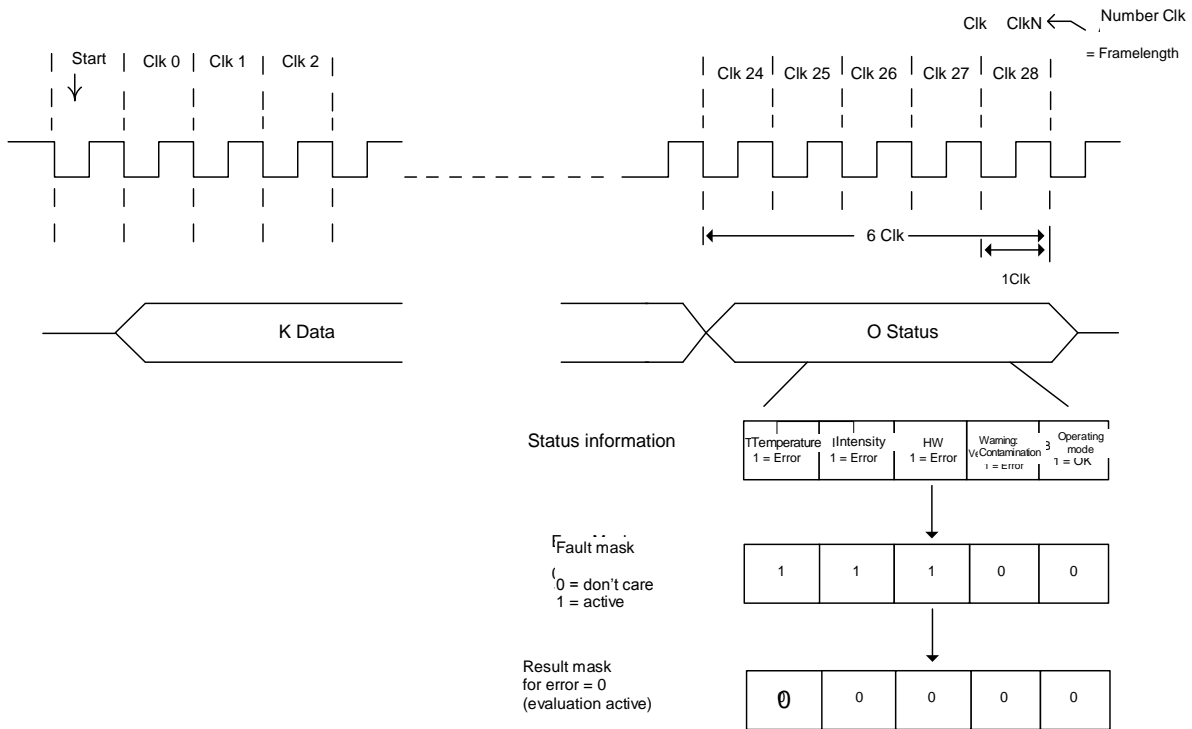 Clk ClkN Number Clk
= Framelength
Start Clk 0 Clk 1 Clk 2 Clk 24 Clk 25 Clk 26 Clk 27 Clk 28
6 Clk
1Clk
K Data
O Status
Status information
TTemperature
1 = Error
Intensity
1 = Error
HW
1 = Error
Warning:
Contamination
1 = Error
Operating
mode
1 = OK
Fault mask
0 = don't care
1 = active
1 1 1 0 0
Result mask
for error = 0
(evaluation active)
0 0 0 0 0